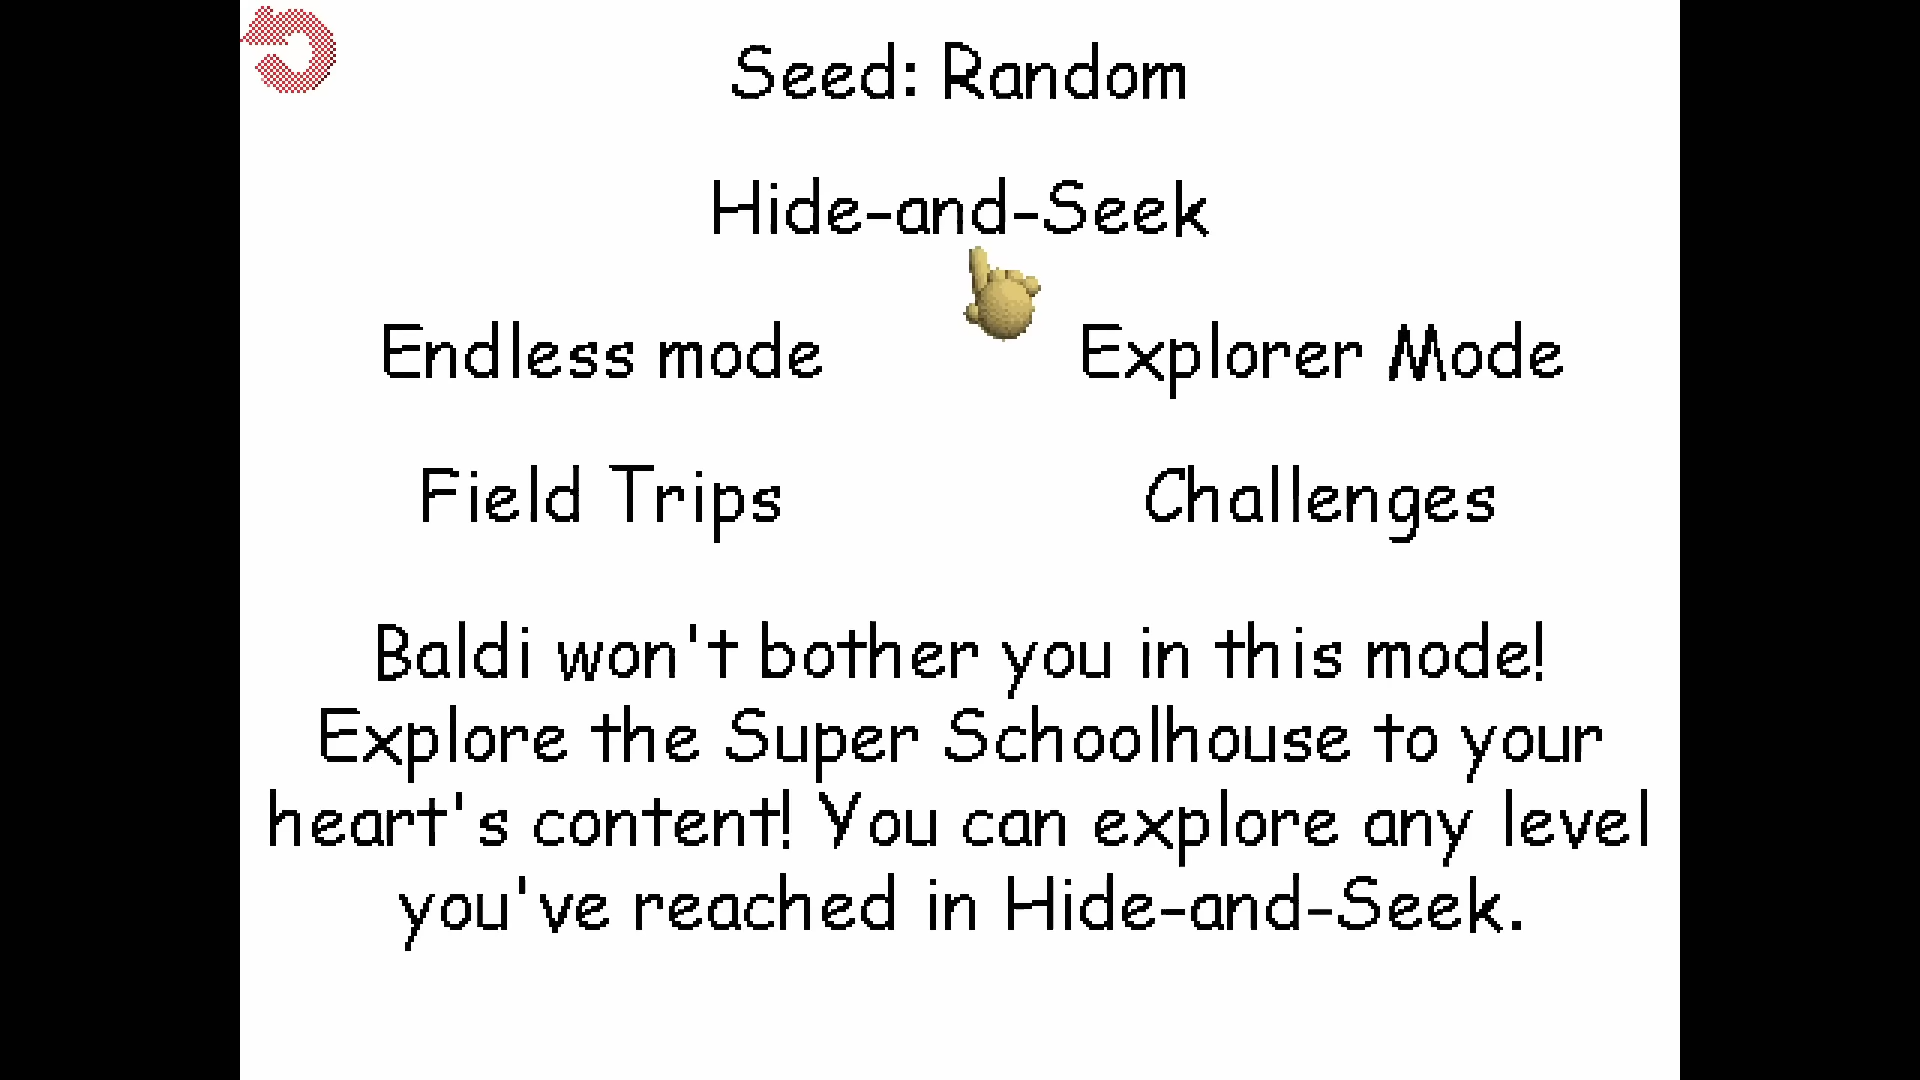 Seed: Random
Hide-and-Seek
Endless mode
Explorer Mode
Field Trips
Challenges
Baldi won't bother you in this mode!
Explore the Super Schoolhouse to your
heart's content! You can explore any level
you've reached in Hide-and-Seek.